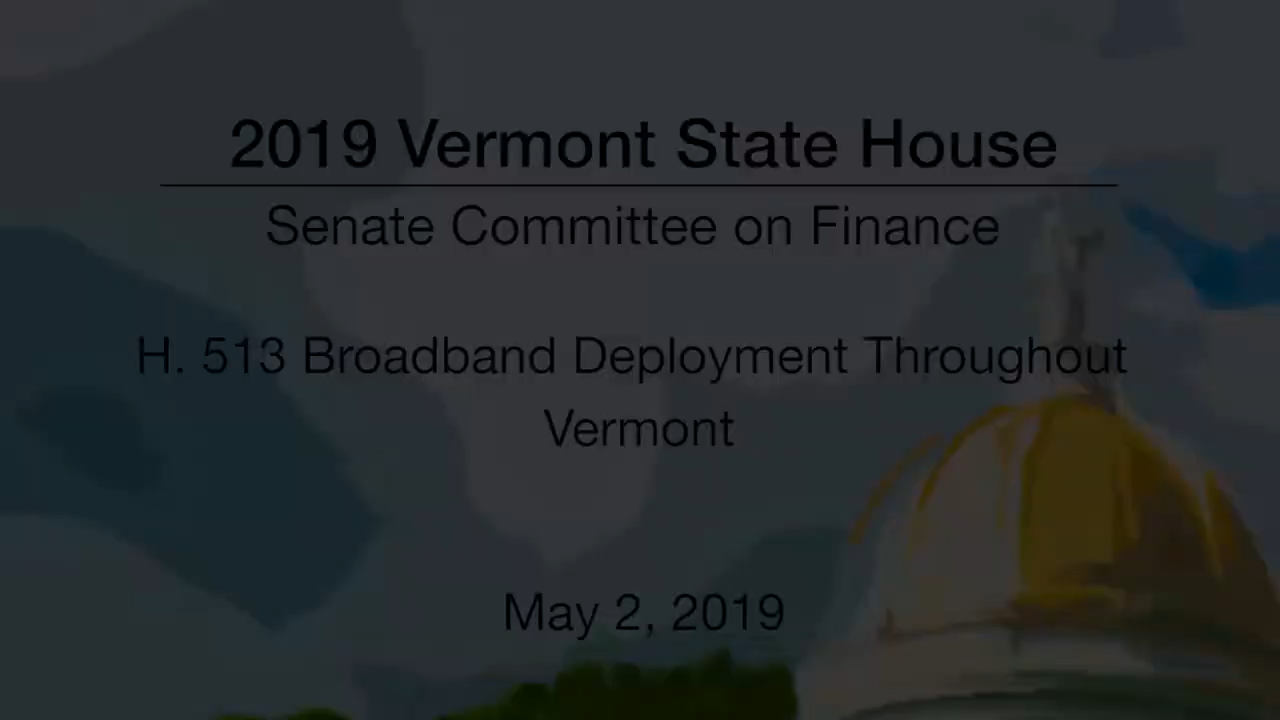 2019 Vermont State House
Senate Committee on Finance
H. 513 Broadband Deployment Throughout
Vermont
May 2, 2019